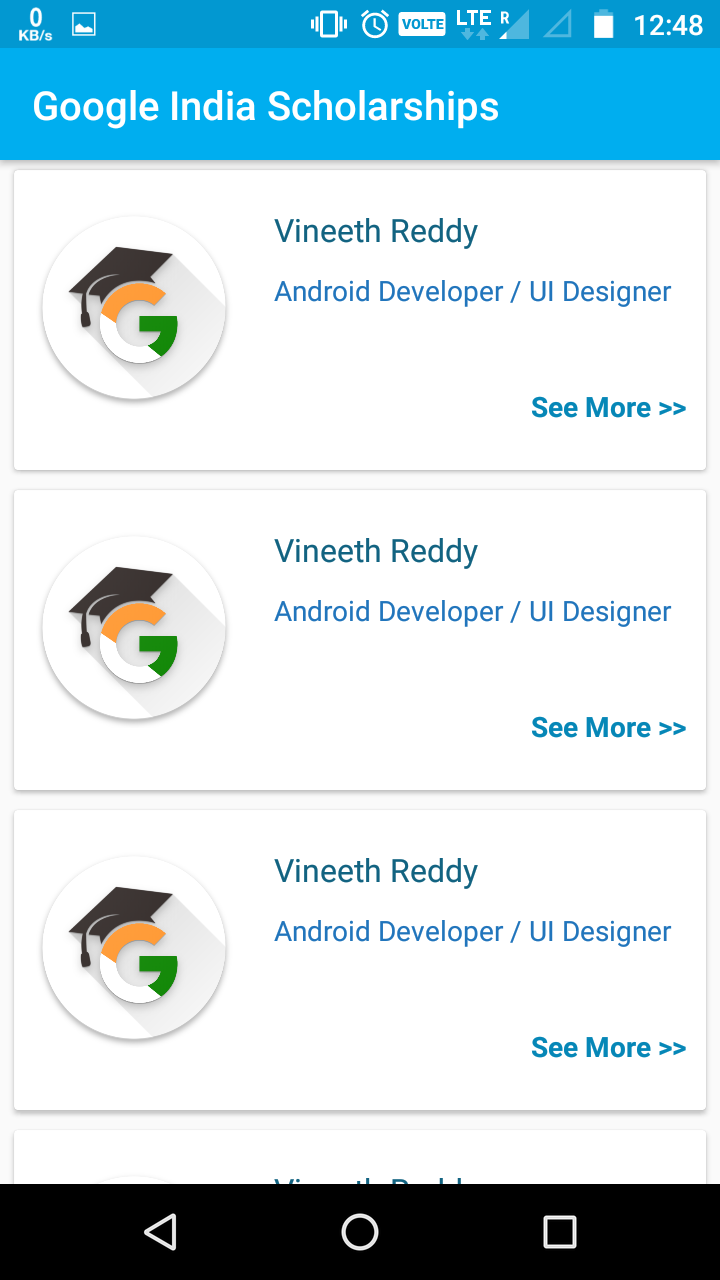 0
KB/s
VOLTE
LTE
R
12:48
Google India Scholarships
Vineeth Reddy
Android Developer / UI Designer
See More >>
Vineeth Reddy
Android Developer / UI Designer
See More >>
Vineeth Reddy
Android Developer / UI Designer
See More >>